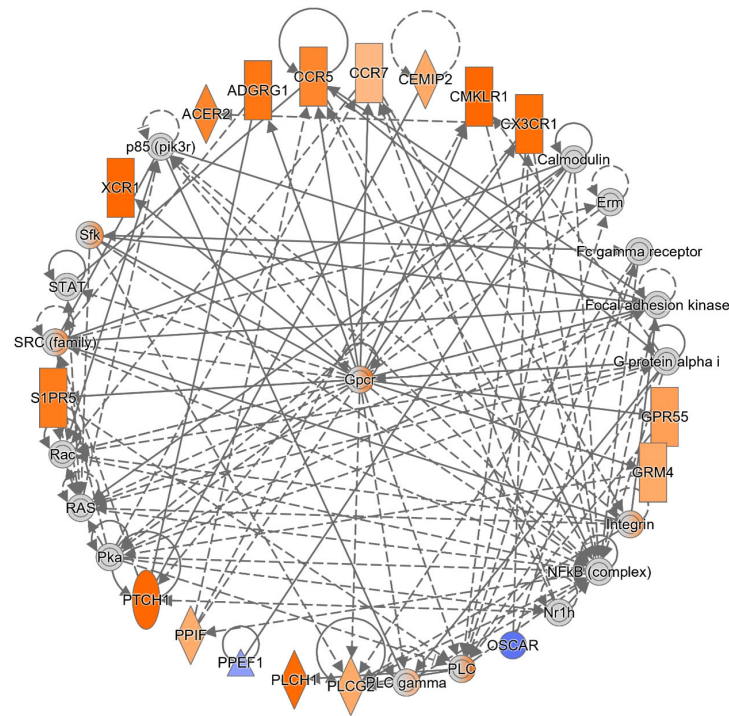 CCR5
CCR7
CEMIP2
ADGRG1
CMKLR1
ACER2
CX3CR1
p85 (pik3r)
Calmodulin
XCR1
Erm
Sfk
Fc gamma receptor
STAT
Focal adhesion kinase
SRC (family)
G protein alpha i
Gpcr
S1PR5
GPR55
Rac
GRM4
RAS
Integrin
Pka
NFkB (complex)
PTCH1
Nr1h
PPIF
OSCAR
PPEF1
PLC
PLCH1
PLCG2
PLC gamma